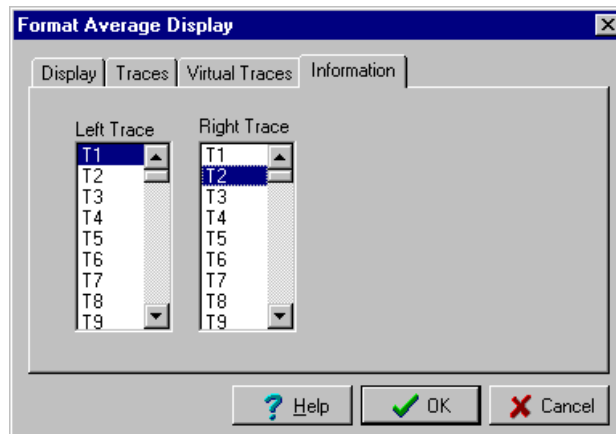 Format Average Display
Display Traces Virtual Traces Information
Left Trace Right Trace
T1 T1
T2 T2
T3 T3
T4 T4
T5 T5
T6 T6
T7 T7
T8 T8
T9 T9
Help OK Cancel